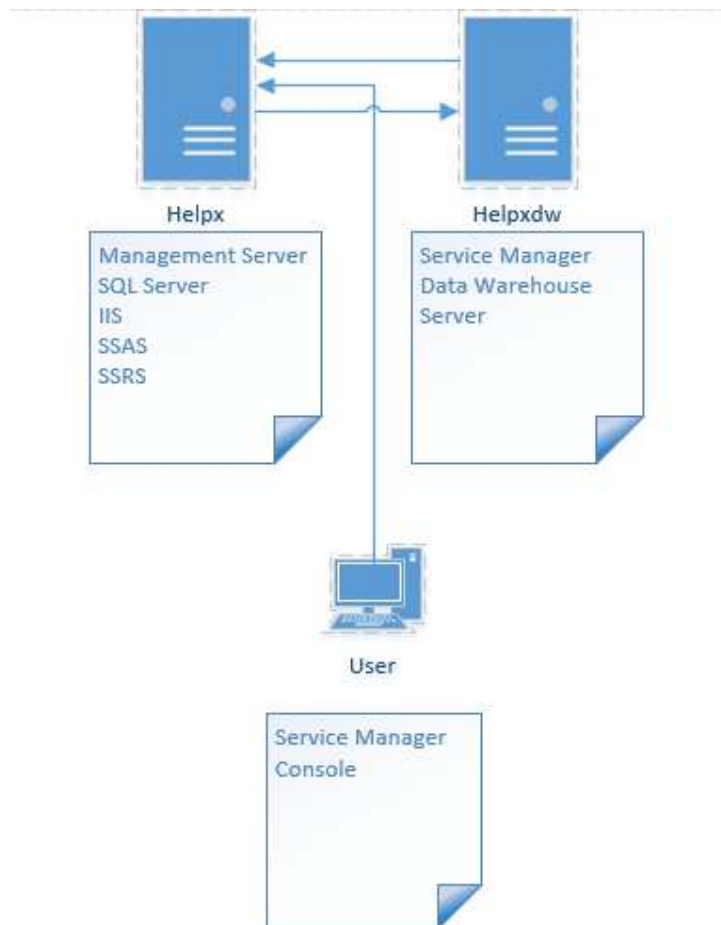 Helpx
Helpxdw
Management Server
SQL Server
IIS
SSAS
SSRS
Service Manager
Data Warehouse
Server
User
Service Manager
Console